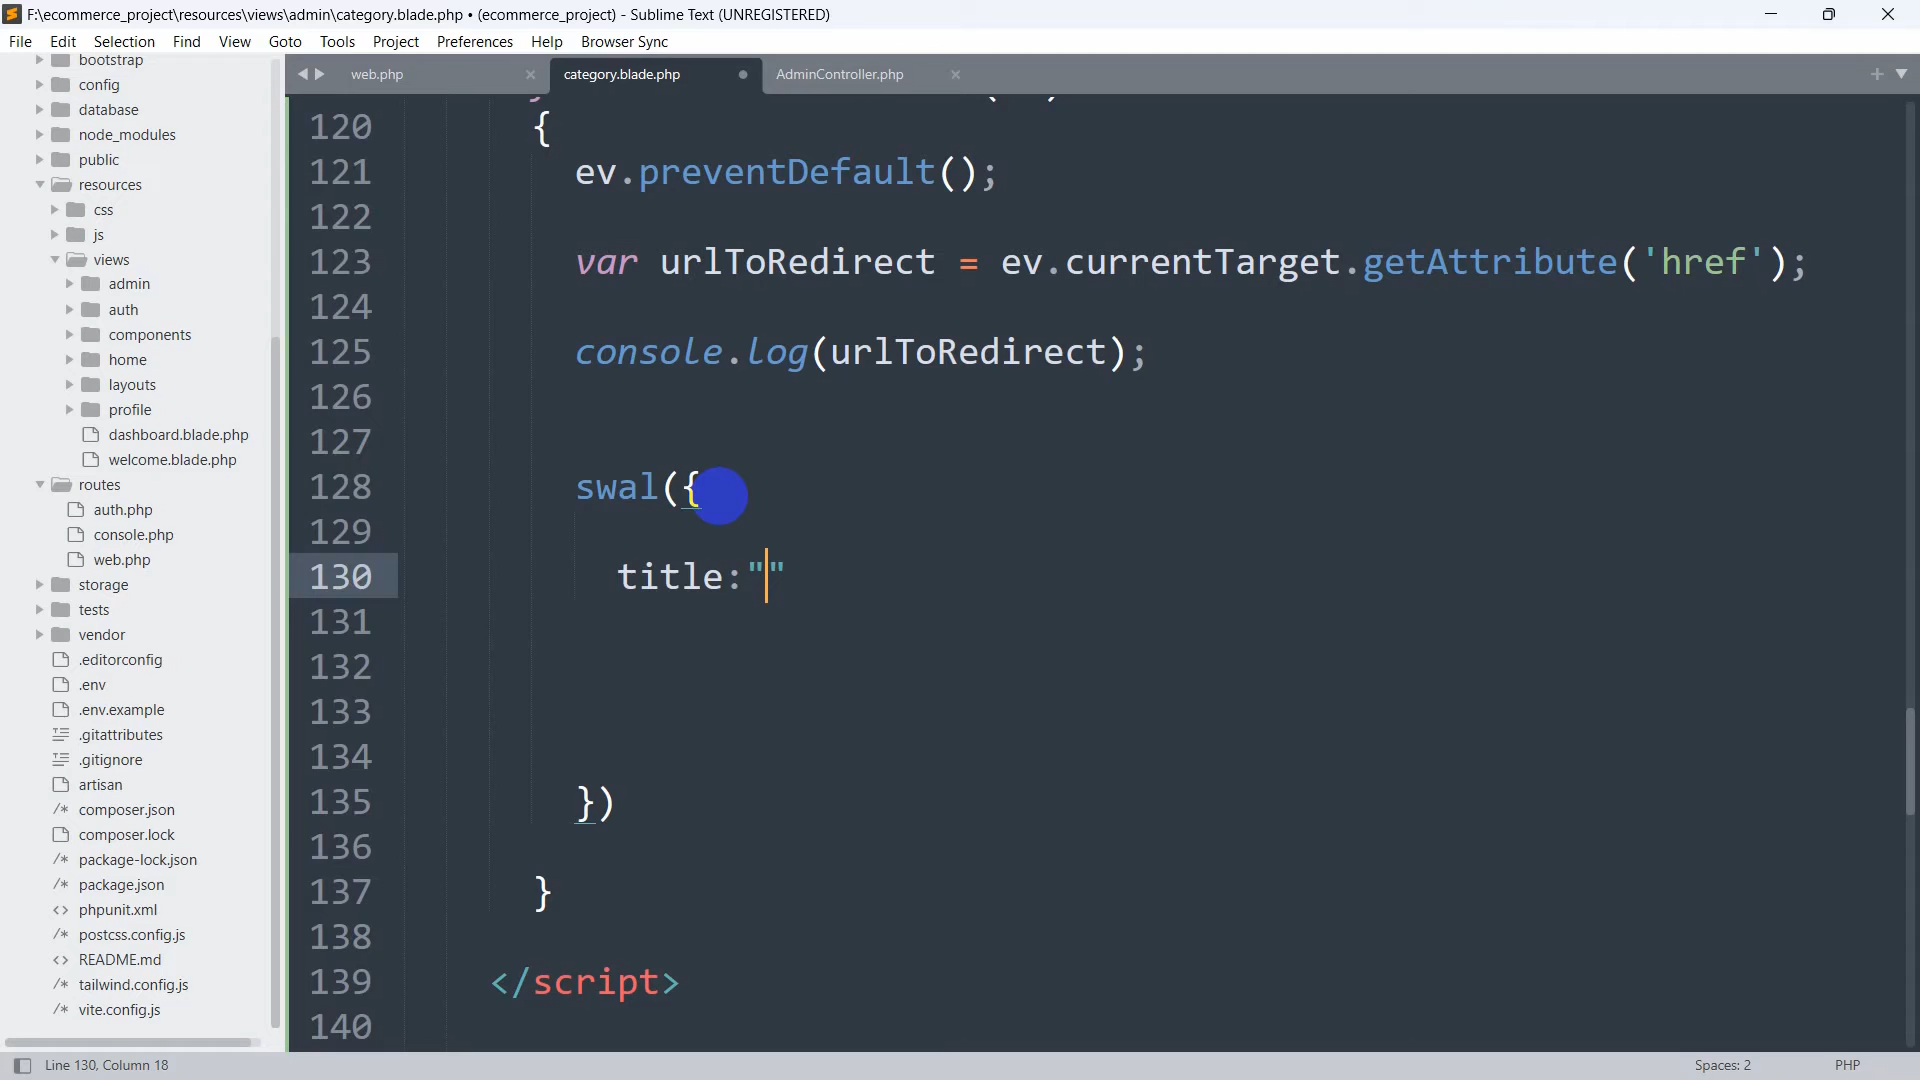 F:\ecommerce_project\resources\views\admin\category.blade.php • (ecommerce_project) - Sublime Text (UNREGISTERED)
File Edit Selection Find View Goto Tools Project Preferences Help Browser Sync
bootstrap
config
database
node_modules
public
resources
css
js
views
admin
auth
components
home
layouts
profile
dashboard.blade.php
welcome.blade.php
routes
auth.php
console.php
web.php
storage
tests
vendor
.editorconfig
.env
.env.example
.gitattributes
.gitignore
artisan
composer.json
composer.lock
package-lock.json
package.json
phpunit.xml
postcss.config.js
README.md
tailwind.config.js
vite.config.js
web.php category.blade.php AdminController.php
120 {
121 ev.preventDefault();
122
123 var urlToRedirect = ev.currentTarget.getAttribute('href');
124
125 console.log(urlToRedirect);
126
127
128 swal({
129
130 title:""
131
132
133
134
135 })
136
137 }
138
139 </script>
140
Line 130, Column 18 Spaces: 2 PHP